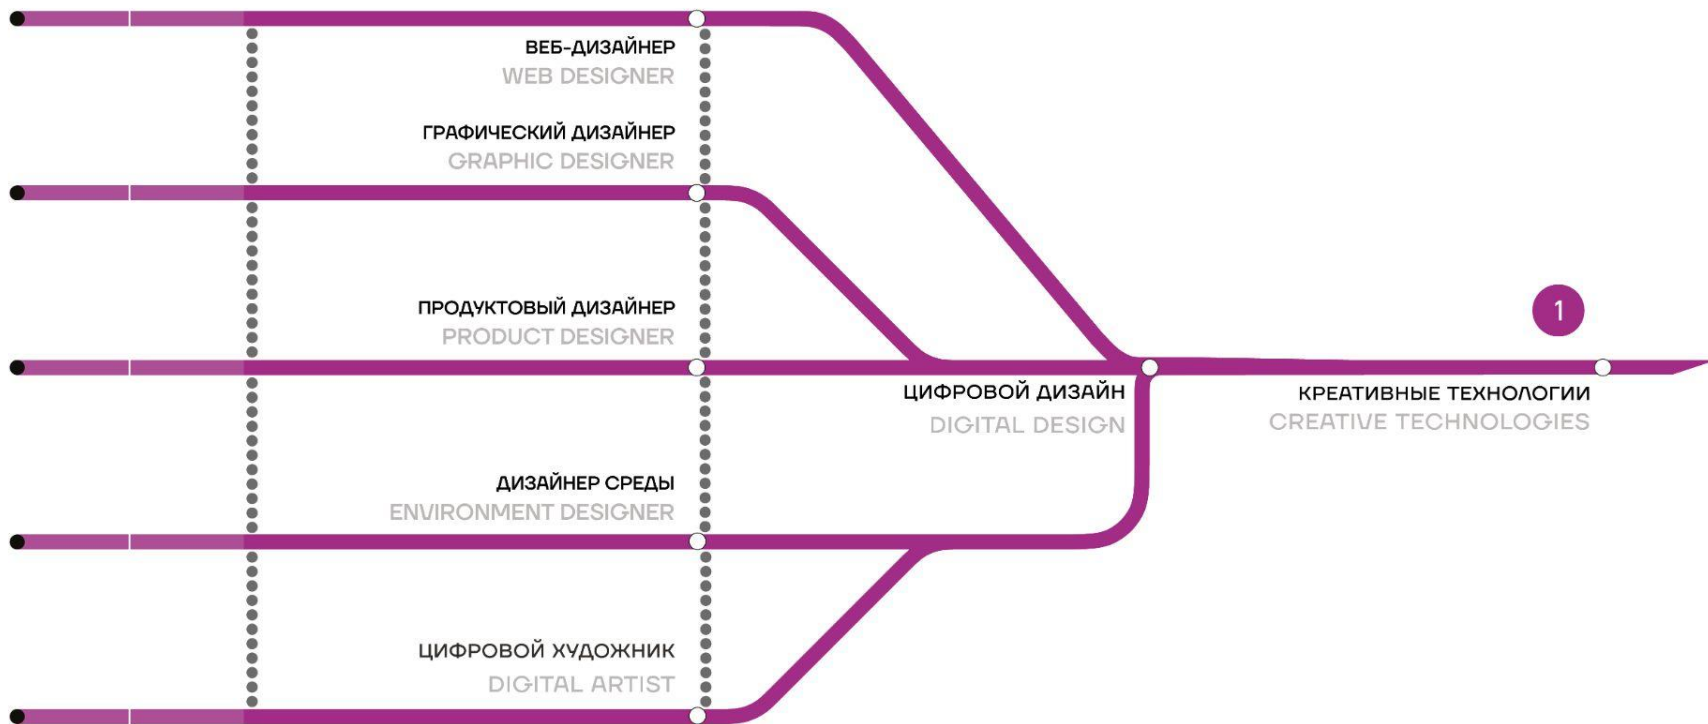 ВЕБ-ДИЗАЙНЕР
WEB DESIGNER
ГРАФИЧЕСКИЙ ДИЗАЙНЕР
GRAPHIC DESIGNER
ПРОДУКТОВЫЙ ДИЗАЙНЕР
PRODUCT DESIGNER
1
ЦИФРОВОЙ ДИЗАЙН
DIGITAL DESIGN
КРЕАТИВНЫЕ ТЕХНОЛОГИИ
CREATIVE TECHNOLOGIES
ДИЗАЙНЕР СРЕДЫ
ENVIRONMENT DESIGNER
ЦИФРОВОЙ ХУДОЖНИК
DIGITAL ARTIST